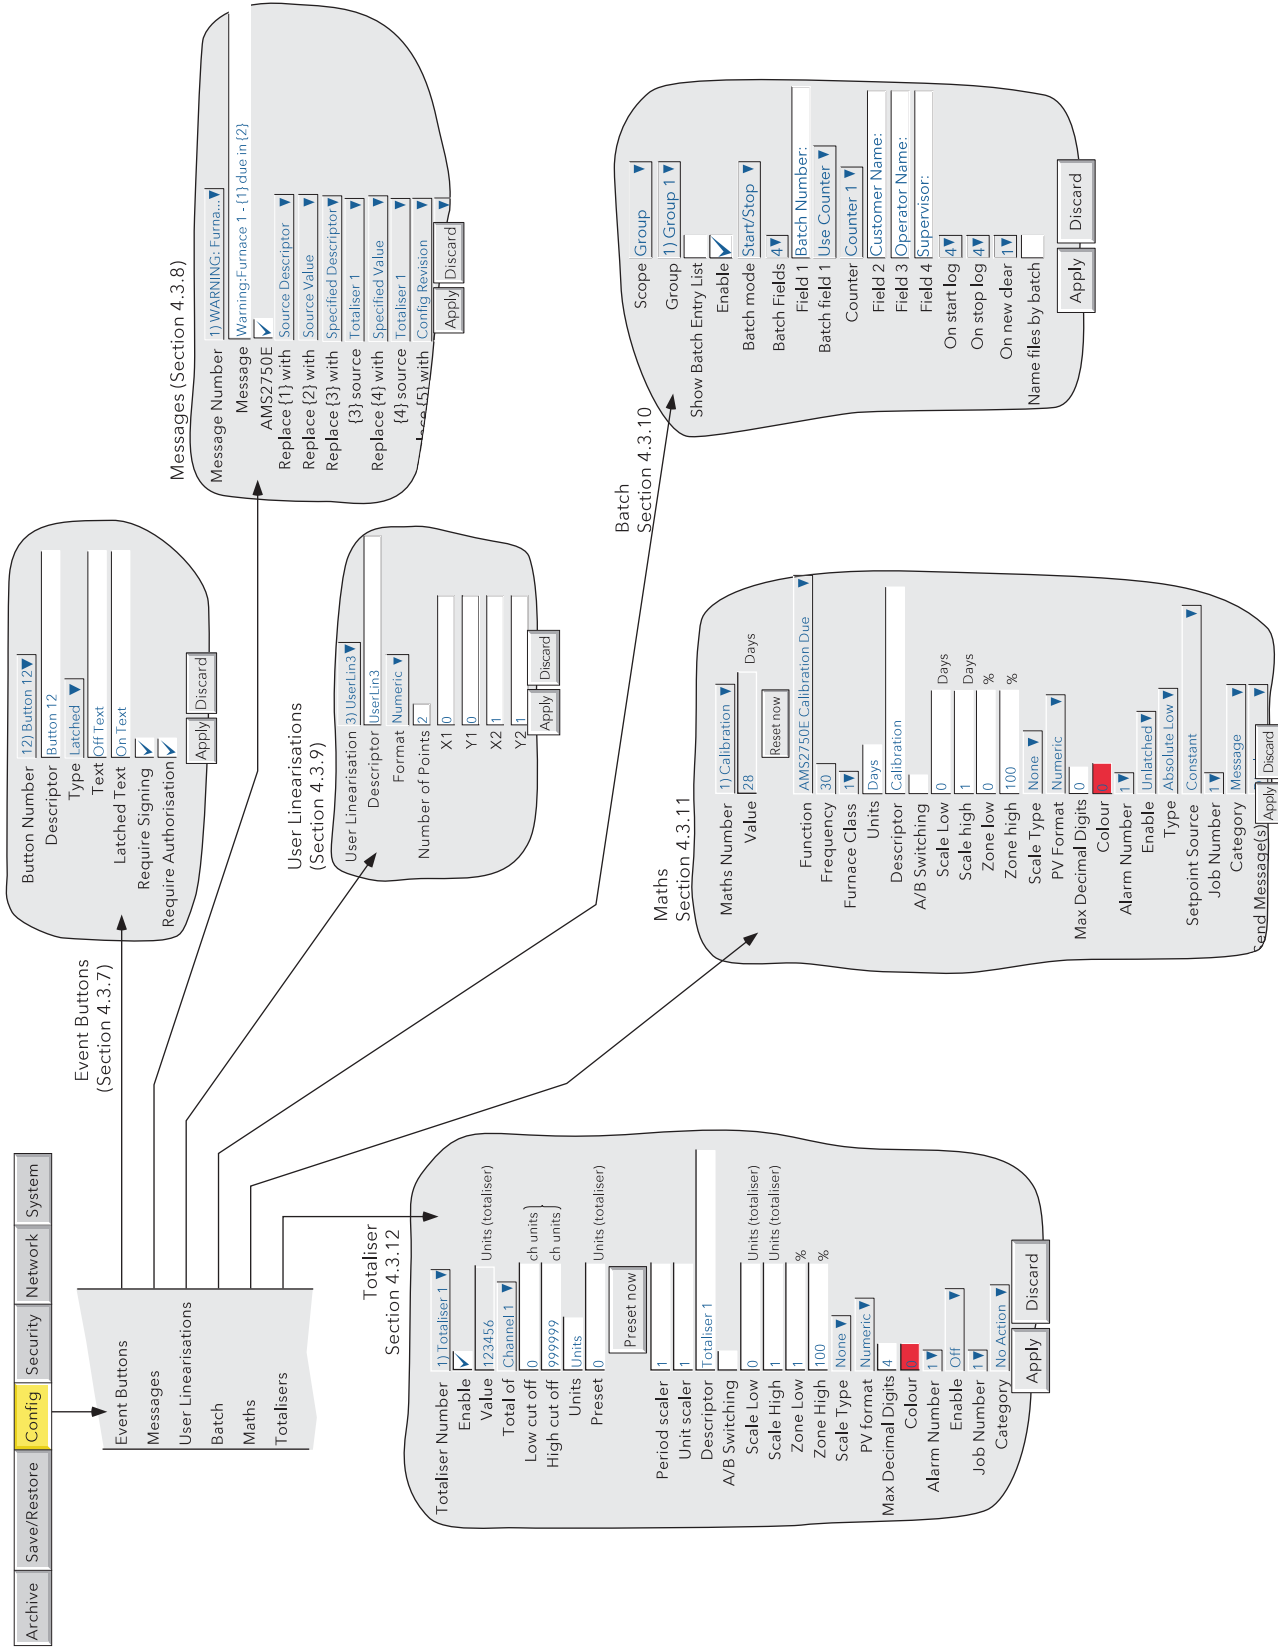 Archive Save/Restore Config Security Network System
Event Buttons
Messages
User Linearisations
Batch
Maths
Totalisers
Event Buttons
(Section 4.3.7)
Button Number 12) Button 12
Descriptor Button 12
Type Latched
Text Off Text
Latched Text On Text
Require Signing
Require Authorisation
Apply Discard
Messages (Section 4.3.8)
Message Number 1) WARNING: Furna...
Message Warning:Furnace 1 - {1} due in {2}
AMS2750E
Replace {1} with Source Descriptor
Replace {2} with Source Value
Replace {3} with Specified Descriptor
{3} source Totaliser 1
Replace {4} with Specified Value
{4} source Totaliser 1
lace {5} with Config Revision
Apply Discard
User Linearisations
(Section 4.3.9)
User Linearisation 3) UserLin3
Descriptor UserLin3
Format Numeric
Number of Points 2
X1 0
Y1 0
X2 1
Y2 1
Apply Discard
Batch
Section 4.3.10
Scope Group
Group 1) Group 1
Show Batch Entry List
Enable
Batch mode Start/Stop
Batch Fields 4
Field 1 Batch Number:
Batch field 1 Use Counter
Counter Counter 1
Field 2 Customer Name:
Field 3 Operator Name:
Field 4 Supervisor:
On start log 4
On stop log 4
On new clear 1
Name files by batch
Apply Discard
Maths
Section 4.3.11
Maths Number 1) Calibration
Value 28 Days
Reset now
Function AMS2750E Calibration Due
Frequency 30
Furnace Class 1
Units Days
Descriptor Calibration
A/B Switching
Scale Low 0 Days
Scale high 1 Days
Zone low 0 %
Zone high 100 %
Scale Type None
PV Format Numeric
Max Decimal Digits 0
Colour 0
Alarm Number 1
Enable Unlatched
Type Absolute Low
Setpoint Source Constant
Job Number 1
Category Message
end Message(s)
Apply Discard
Totaliser
Section 4.3.12
Totaliser Number 1) Totaliser 1
Enable
Value 123456 Units (totaliser)
Total of Channel 1
Low cut off 0 ch units
High cut off 999999 ch units
Units Units
Preset 0 Units (totaliser)
Preset now
Period scaler 1
Unit scaler 1
Descriptor Totaliser 1
A/B Switching
Scale Low 0 Units (totaliser)
Scale High 1 Units (totaliser)
Zone Low 1 %
Zone High 100 %
Scale Type None
PV format Numeric
Max Decimal Digits 4
Colour 0
Alarm Number 1
Enable Off
Job Number 1
Category No Action
Apply Discard